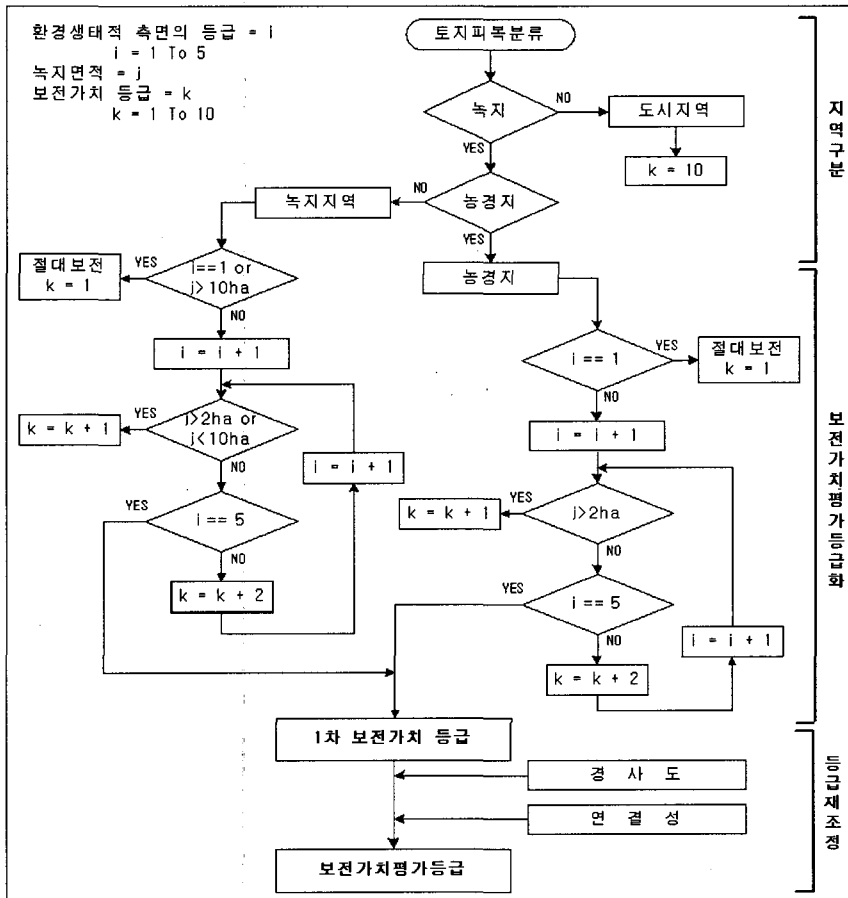 환경생태적 측면의 등급 = i
i = 1 To 5
녹지면적 = j
보전가치 등급 = k
k = 1 To 10
토지피복분류
녹지
NO
도시지역
YES
k = 10
농경지
NO
녹지지역
YES
농경지
지역구분
i==1 or
j> 10ha
YES
절대보전
k = 1
NO
i = i + 1
j>2ha or
j<10ha
YES
k = k + 1
NO
i = i + 1
i == 5
YES
NO
k = k + 2
i == 1
YES
절대보전
k = 1
NO
i = i + 1
j>2ha
YES
k = k + 1
NO
i == 5
YES
NO
i = i + 1
k = k + 2
보전가치평가등급화
1차 보전가치 등급
경 사 도
연 결 성
보전가치평가등급
등급재조정